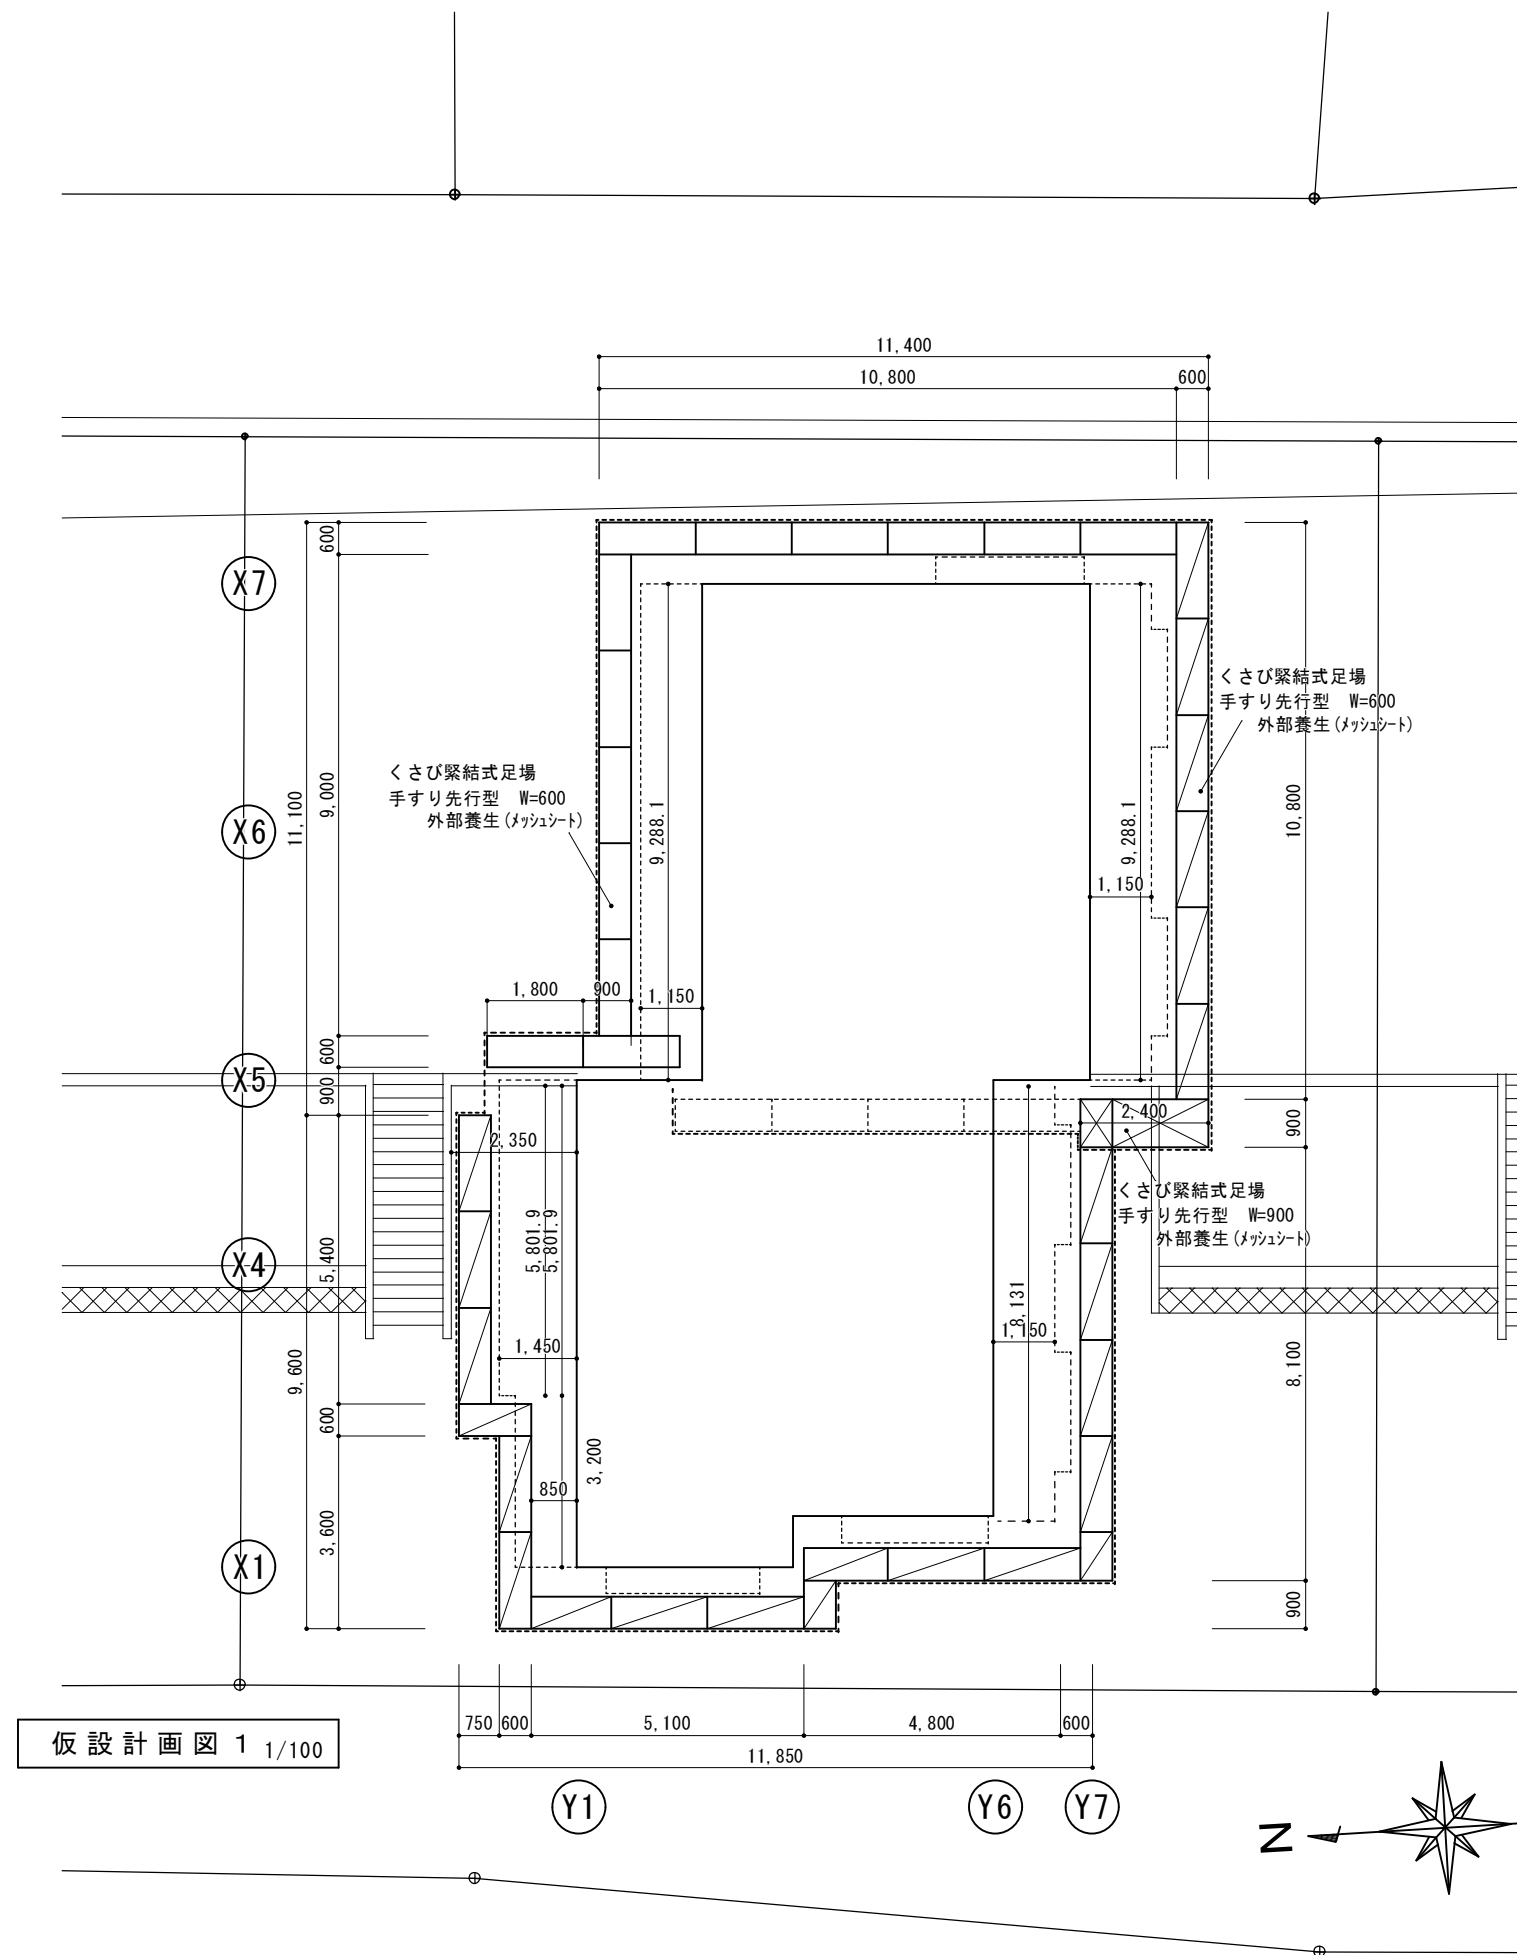 11,400
10,800
600
600
X7
くさび緊結式足場
手すり先行型 W=600
外部養生(メッシュシート)
くさび緊結式足場
手すり先行型 W=600
外部養生(メッシュシート)
9,000
11,100
X6
9,288.1
9,288.1
10,800
1,150
1,800
900
1,150
600
X5
900
2,400
900
2,350
くさび緊結式足場
手すり先行型 W=900
外部養生(メッシュシート)
5,801.9
5,801.9
X4
5,400
8,131
1,150
1,450
9,600
8,100
600
3,200
850
3,600
X1
900
750
600
5,100
4,800
600
11,850
仮設計画図 1 1/100
Y1
Y6
Y7
N